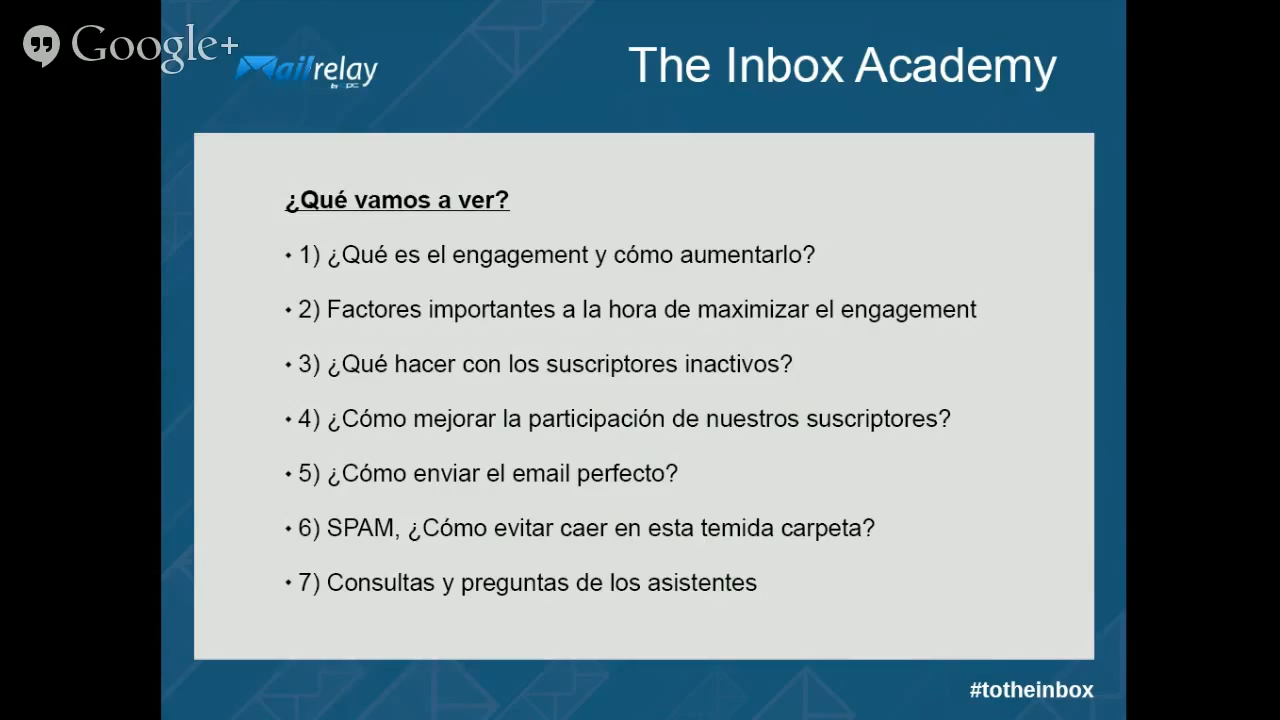 Google+
Mailrelay
The Inbox Academy
¿Qué vamos a ver?
• 1) ¿Qué es el engagement y cómo aumentarlo?
• 2) Factores importantes a la hora de maximizar el engagement
• 3) ¿Qué hacer con los suscriptores inactivos?
• 4) ¿Cómo mejorar la participación de nuestros suscriptores?
• 5) ¿Cómo enviar el email perfecto?
• 6) SPAM, ¿Cómo evitar caer en esta temida carpeta?
• 7) Consultas y preguntas de los asistentes
#totheinbox